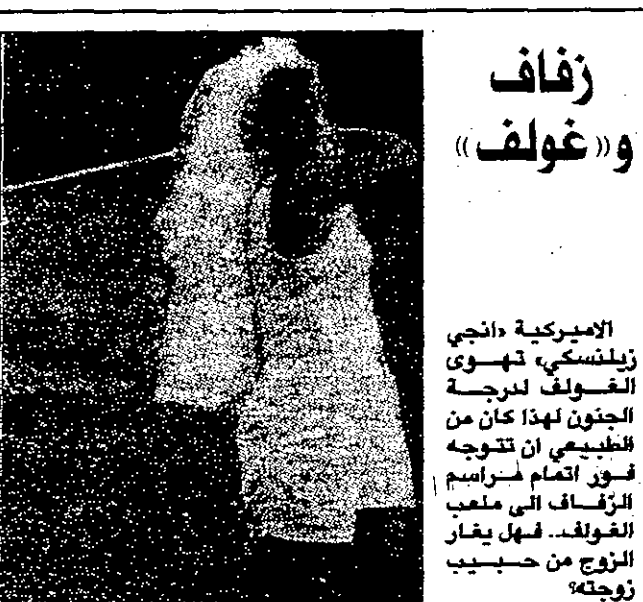 زفاف
و«غولف»
الاميركية «انجي
زيلنسكي» تهوى
الغولف لدرجة
الجنون لهذا كان من
الطبيعي ان تتوجه
فور اتمام مراسم
الزفاف الى ملعب
الغولف.. فهل يغار
الزوج من حبيب
زوجته؟